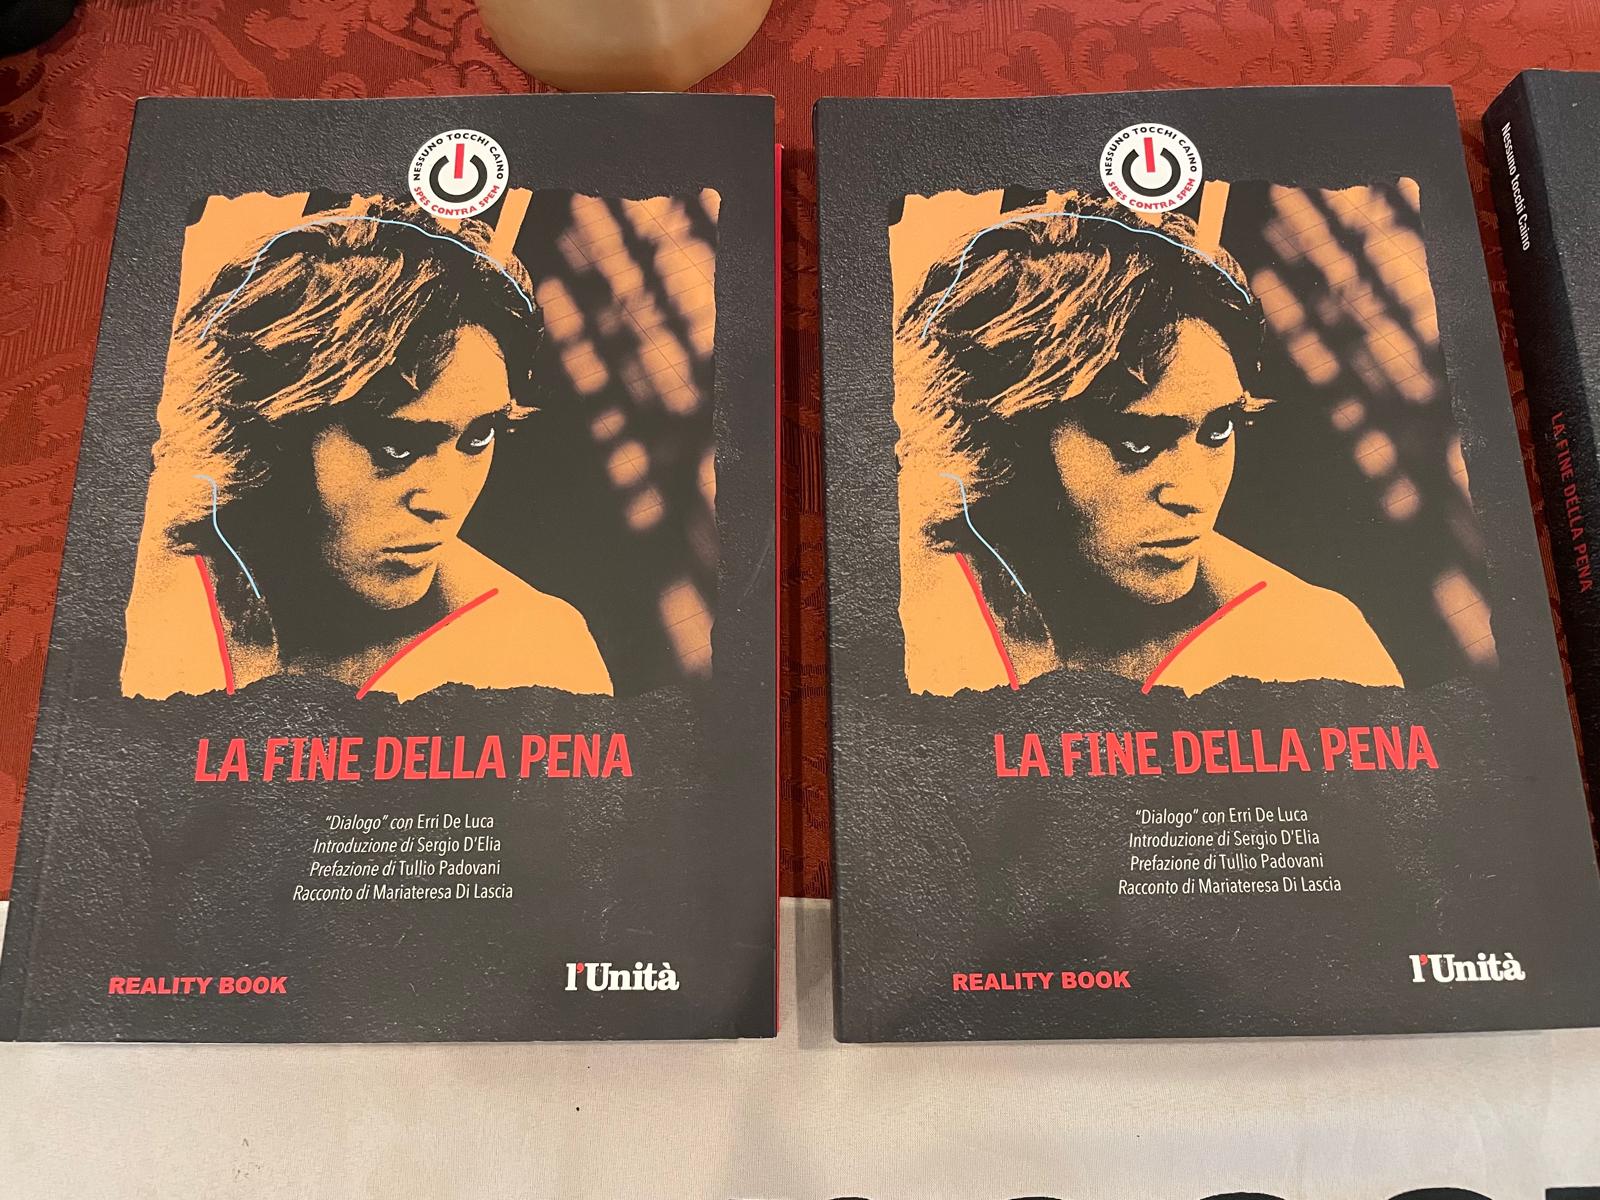 NESSUNO TOCCHI CAINO
SPES CONTRA SPEM
LA FINE DELLA PENA
"Dialogo" con Erri De Luca
Introduzione di Sergio D'Elia
Prefazione di Tullio Padovani
Racconto di Mariateresa Di Lascia
REALITY BOOK
l'Unità
NESSUNO TOCCHI CAINO
SPES CONTRA SPEM
LA FINE DELLA PENA
"Dialogo" con Erri De Luca
Introduzione di Sergio D'Elia
Prefazione di Tullio Padovani
Racconto di Mariateresa Di Lascia
REALITY BOOK
l'Unità
Nessuno tocchi Caino
LA FINE DELLA PENA